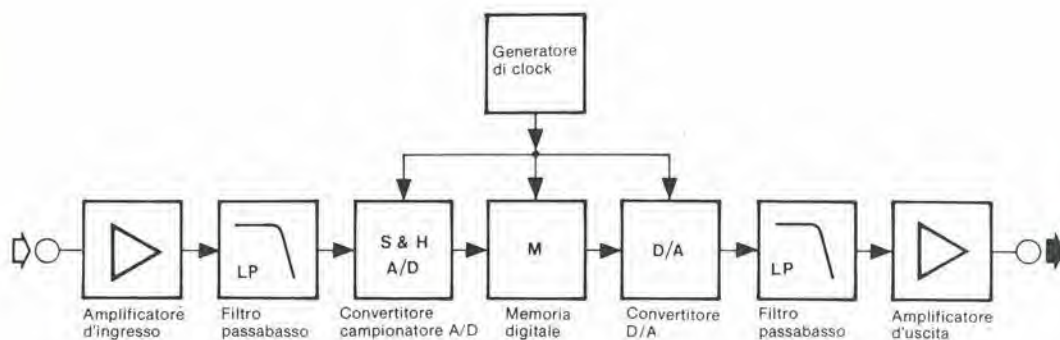 Generatore
di clock
LP
S & H
A/D
M
D/A
LP
Amplificatore
d'ingresso
Filtro
passabasso
Convertitore
campionatore A/D
Memoria
digitale
Convertitore
D/A
Filtro
passabasso
Amplificatore
d'uscita